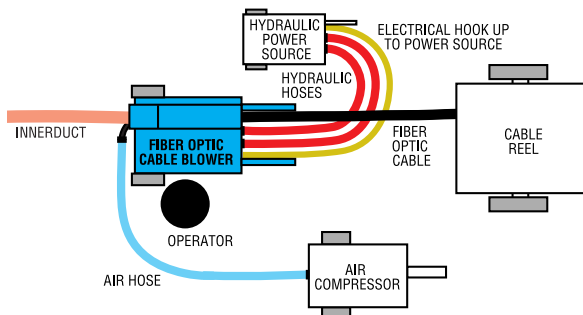 HYDRAULIC
POWER
SOURCE
ELECTRICAL HOOK UP
TO POWER SOURCE
HYDRAULIC
HOSES
INNERDUCT
FIBER OPTIC
CABLE BLOWER
FIBER
OPTIC
CABLE
CABLE
REEL
OPERATOR
AIR HOSE
AIR
COMPRESSOR